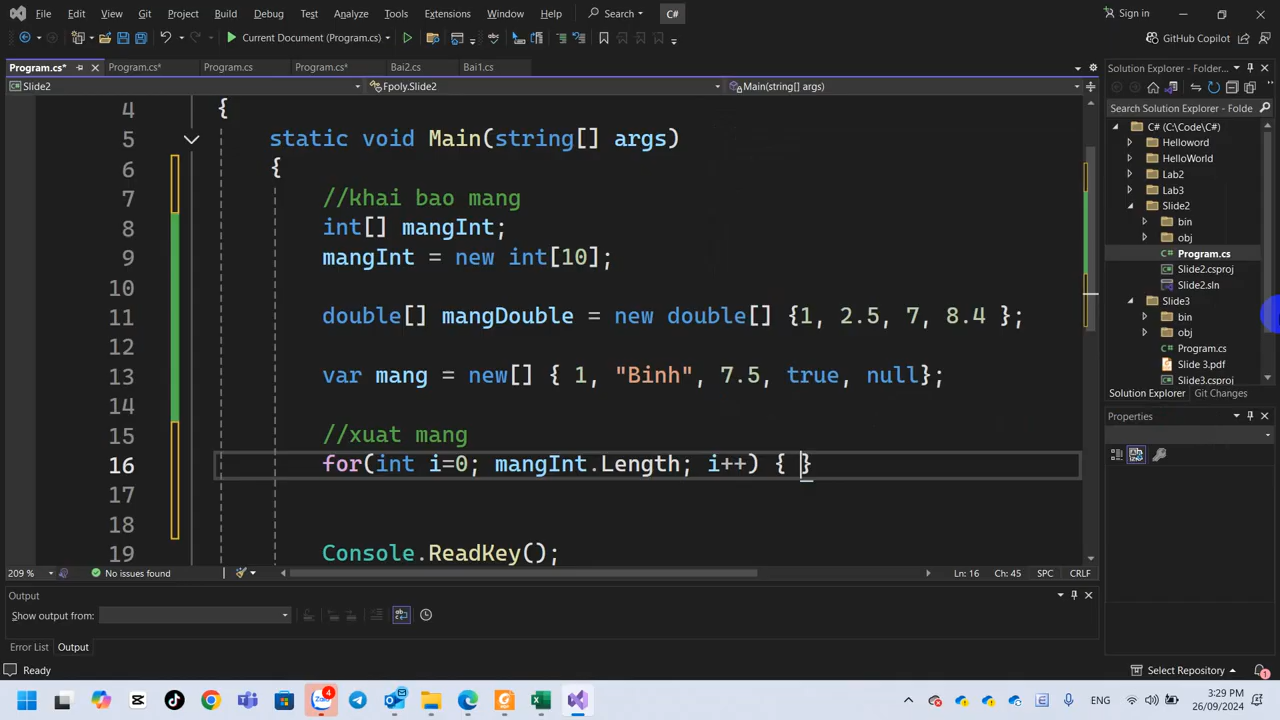 File Edit View Git Project Build Debug Test Analyze Tools Extensions Window Help Search C# Sign in
Current Document (Program.cs) GitHub Copilot
Program.cs* Program.cs* Program.cs Program.cs* Bai2.cs Bai1.cs
Slide2 Fpoly.Slide2 Main(string[] args)
4 {
5 static void Main(string[] args)
6 {
7 //khai bao mang
8 int[] mangInt;
9 mangInt = new int[10];
10
11 double[] mangDouble = new double[] {1, 2.5, 7, 8.4 };
12
13 var mang = new[] { 1, "Binh", 7.5, true, null};
14
15 //xuat mang
16 for(int i=0; mangInt.Length; i++) { }
17
18
19 Console.ReadKey();
209 % No issues found Ln: 16 Ch: 45 SPC CRLF
Output
Show output from:
Error List Output
Solution Explorer - Folder...
Search Solution Explorer - Folde
C# (C:\Code\C#)
Helloword
HelloWorld
Lab2
Lab3
Slide2
bin
obj
Program.cs
Slide2.csproj
Slide2.sln
Slide3
bin
obj
Program.cs
Slide 3.pdf
Slide3.csproj
Solution Explorer Git Changes
Properties
Ready Select Repository
4 ENG 3:29 PM
26/09/2024